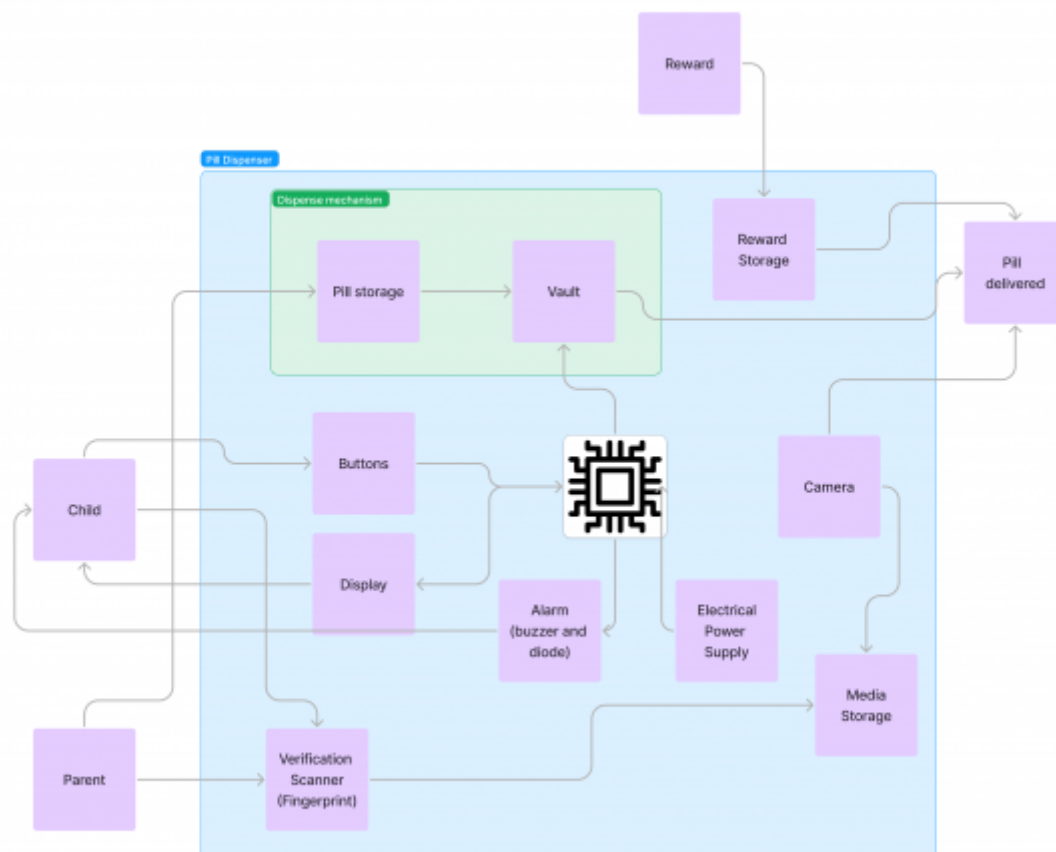 Reward
Pill Dispenser
Dispense mechanism
Reward
Storage
Pill
delivered
Pill storage
Vault
Buttons
Camera
Child
Display
Alarm
(buzzer and
diode)
Electrical
Power
Supply
Media
Storage
Parent
Verification
Scanner
(Fingerprint)